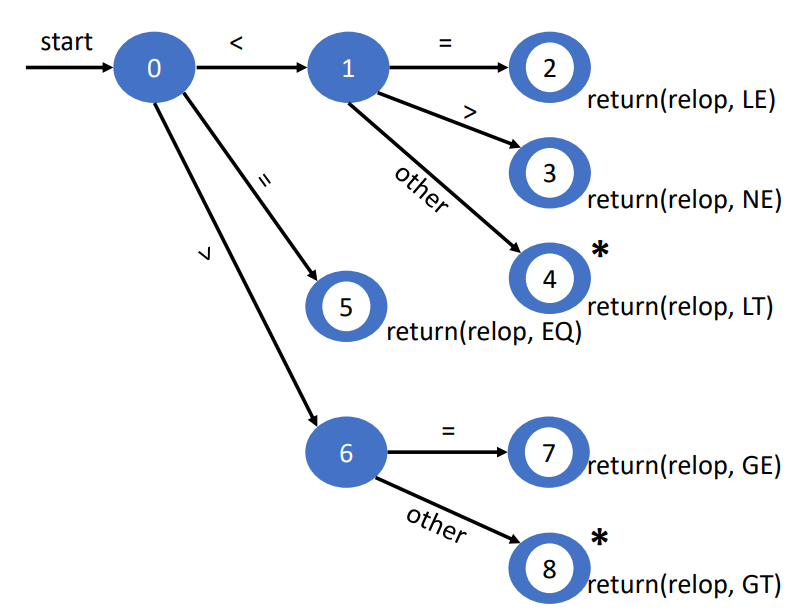 start
0
<
1
=
2
return(relop, LE)
>
3
return(relop, NE)
other
4
*
return(relop, LT)
=
5
return(relop, EQ)
>
6
=
7
return(relop, GE)
other
8
*
return(relop, GT)